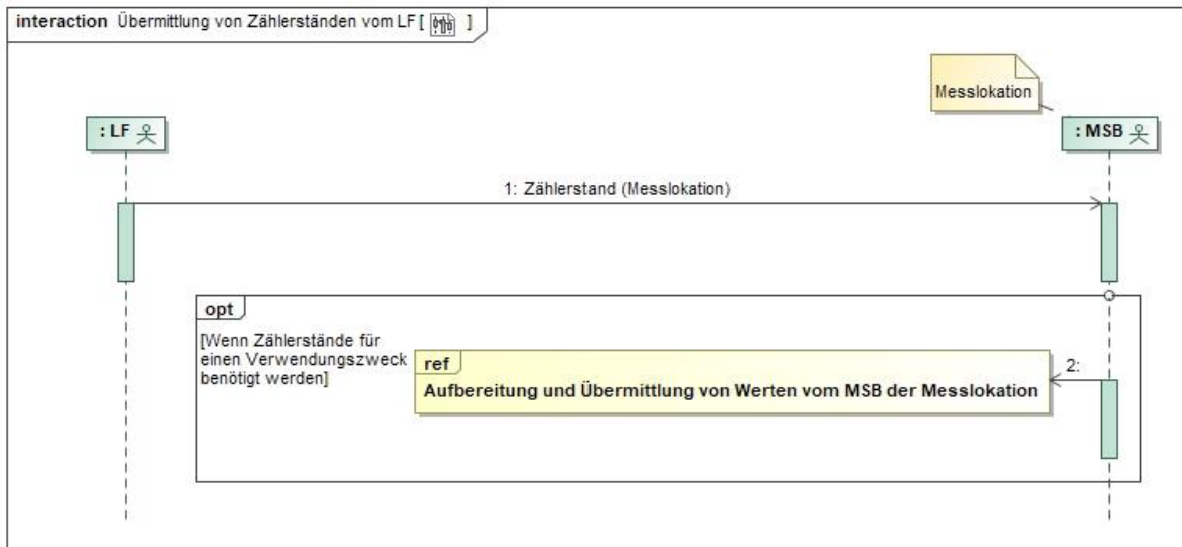 interaction Übermittlung von Zählerständen vom LF [ ]
Messlokation
: LF
: MSB
1: Zählerstand (Messlokation)
opt
[Wenn Zählerstände für
einen Verwendungszweck
benötigt werden]
ref
2:
Aufbereitung und Übermittlung von Werten vom MSB der Messlokation